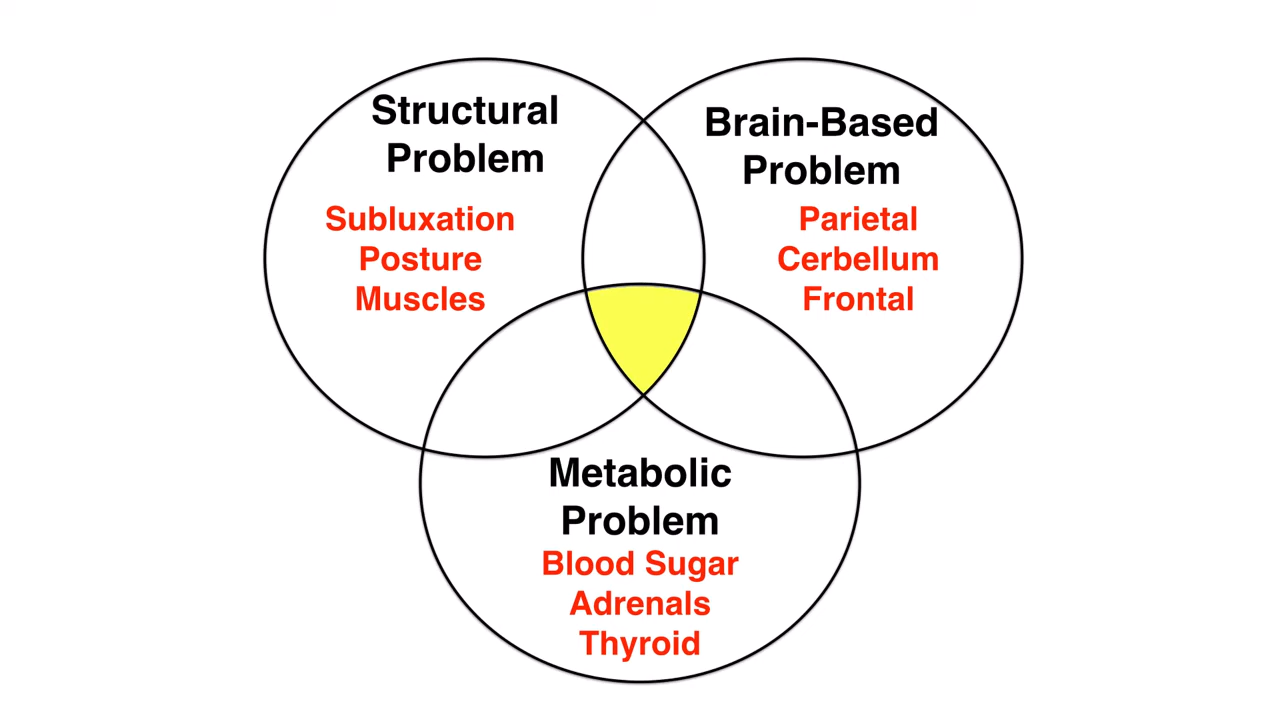 Structural
Problem
Subluxation
Posture
Muscles
Brain-Based
Problem
Parietal
Cerbellum
Frontal
Metabolic
Problem
Blood Sugar
Adrenals
Thyroid